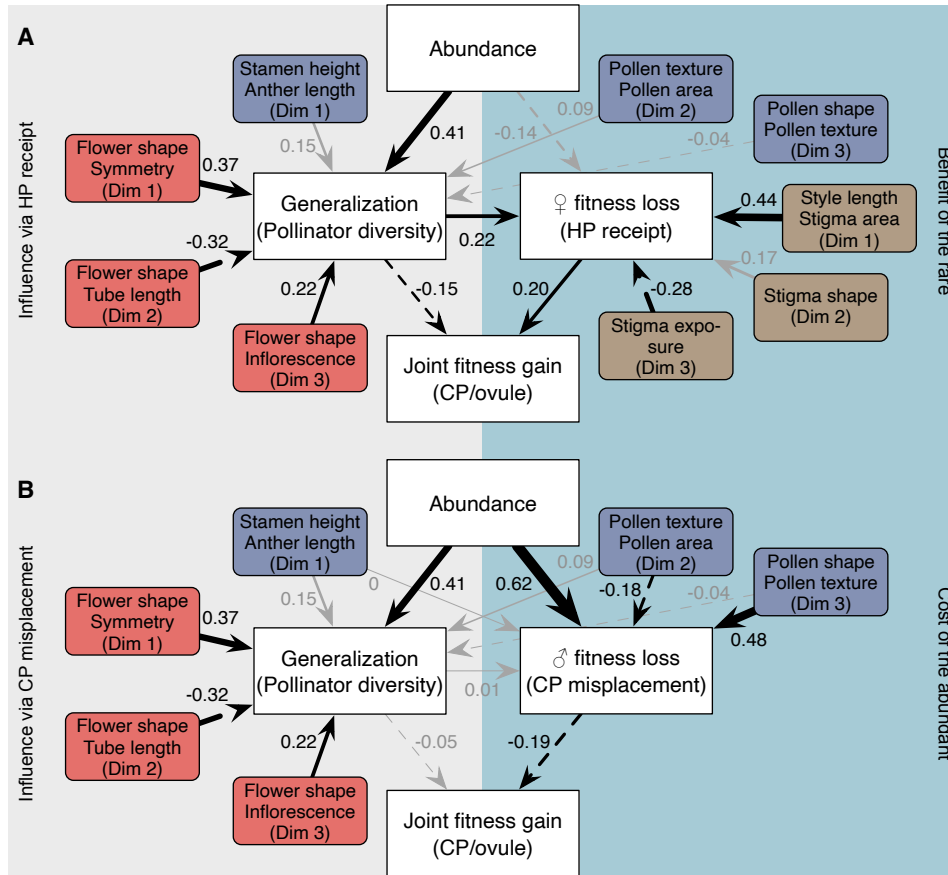 A
Abundance
Stamen height
Anther length
(Dim 1)
Pollen texture
Pollen area
(Dim 2)
Pollen shape
Pollen texture
(Dim 3)
0.41
-0.14
0.09
-0.04
0.15
Flower shape
Symmetry
(Dim 1)
0.37
Generalization
(Pollinator diversity)
♀ fitness loss
(HP receipt)
0.44
Style length
Stigma area
(Dim 1)
0.22
-0.32
Flower shape
Tube length
(Dim 2)
0.17
Stigma shape
(Dim 2)
0.22
-0.15
0.20
-0.28
Flower shape
Inflorescence
(Dim 3)
Stigma expo-
sure
(Dim 3)
Joint fitness gain
(CP/ovule)
Influence via HP receipt
Benefit of the rare
B
Abundance
Stamen height
Anther length
(Dim 1)
Pollen texture
Pollen area
(Dim 2)
Pollen shape
Pollen texture
(Dim 3)
0.41
0.62
0.09
-0.18
-0.04
0
0.15
0.48
Flower shape
Symmetry
(Dim 1)
0.37
Generalization
(Pollinator diversity)
♂ fitness loss
(CP misplacement)
0.01
-0.32
Flower shape
Tube length
(Dim 2)
0.22
-0.05
-0.19
Flower shape
Inflorescence
(Dim 3)
Joint fitness gain
(CP/ovule)
Influence via CP misplacement
Cost of the abundant